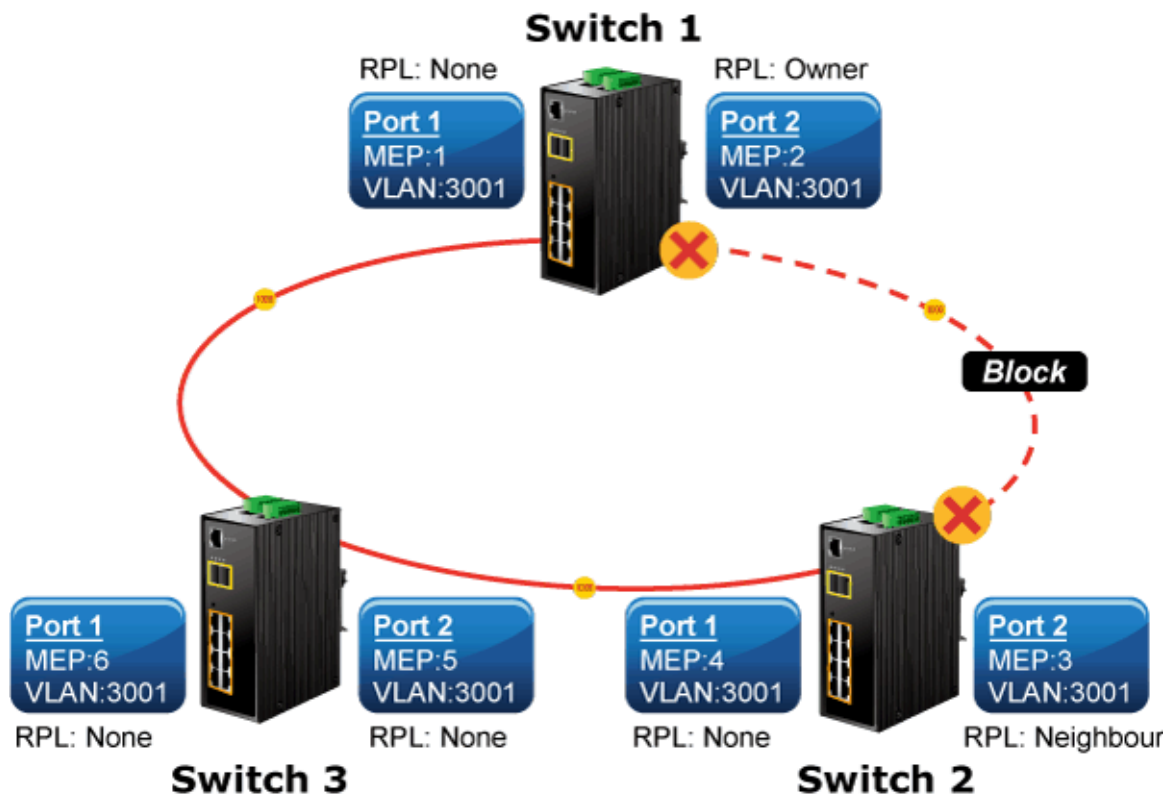 Switch 1
RPL: None
RPL: Owner
Port 1
MEP:1
VLAN:3001
Port 2
MEP:2
VLAN:3001
Block
Port 1
MEP:6
VLAN:3001
RPL: None
Port 2
MEP:5
VLAN:3001
RPL: None
Switch 3
Port 1
MEP:4
VLAN:3001
RPL: None
Port 2
MEP:3
VLAN:3001
RPL: Neighbour
Switch 2